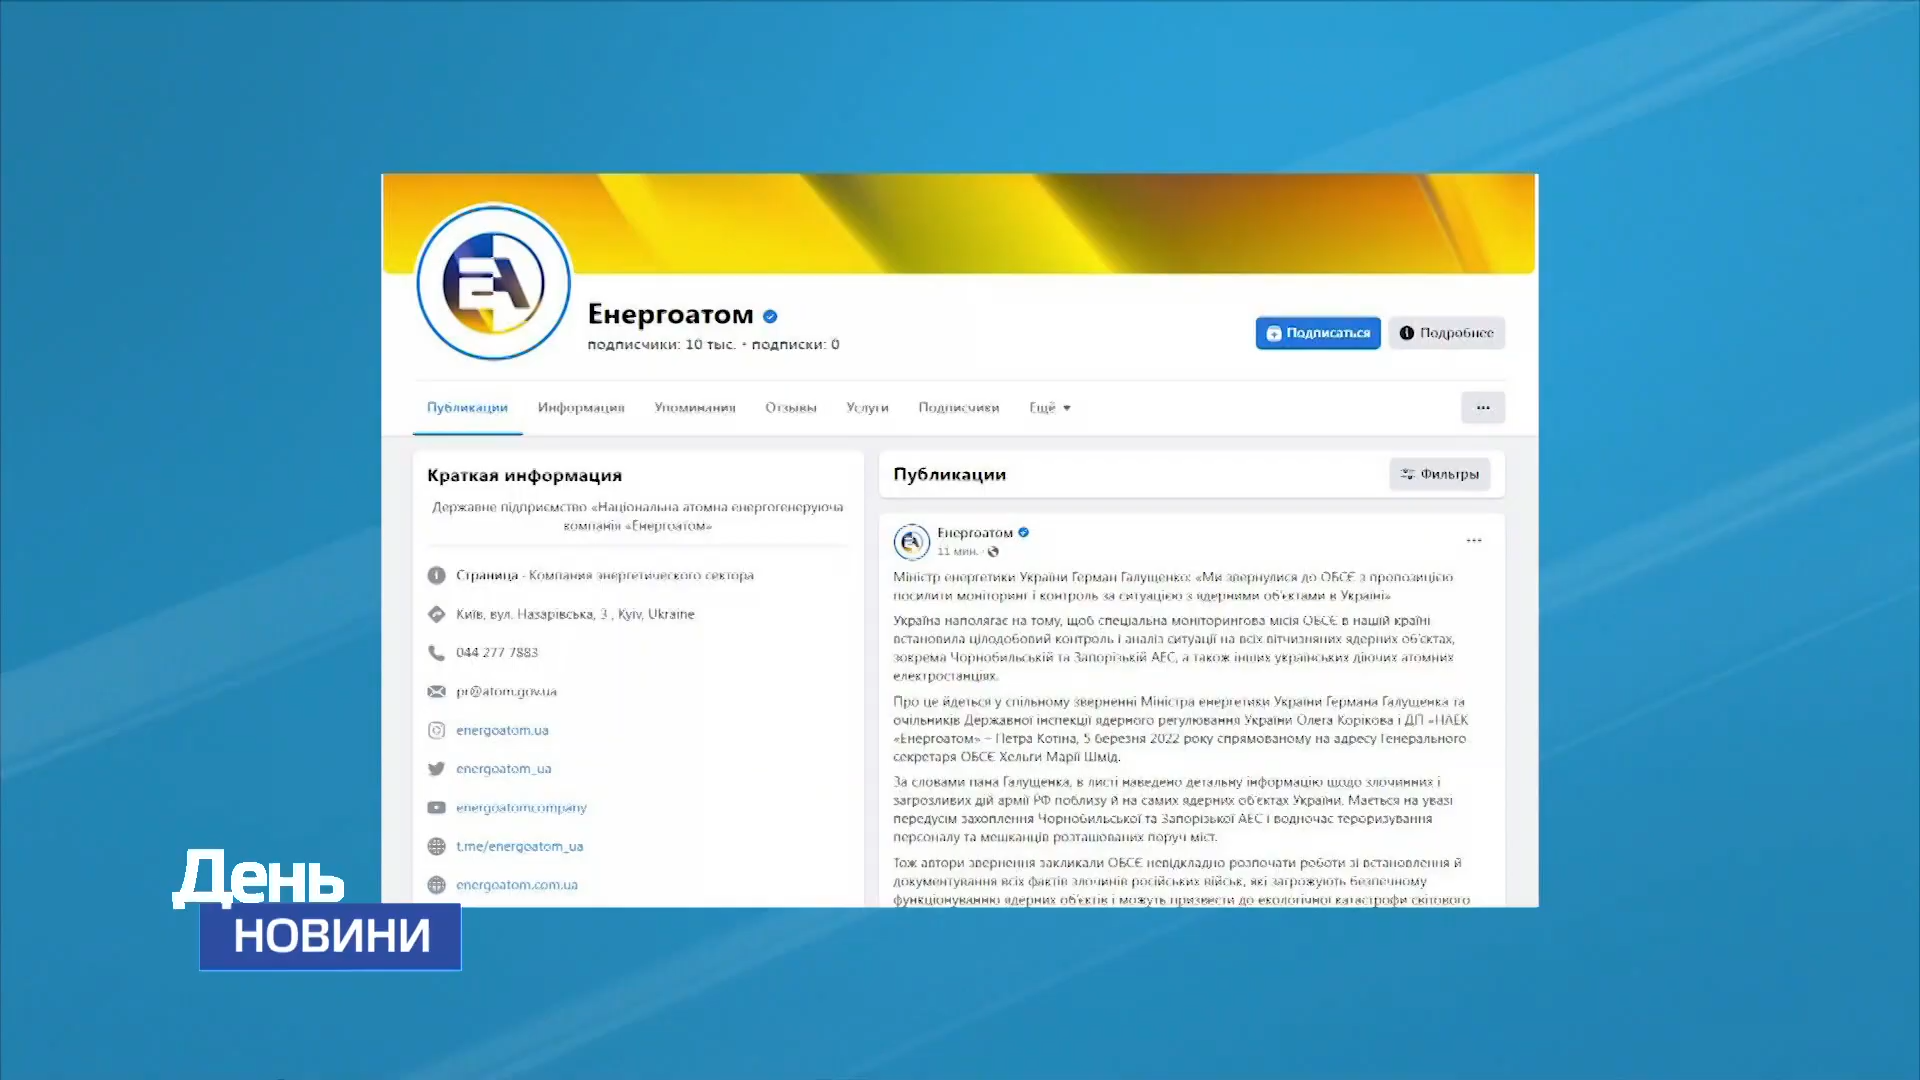 Енергоатом
подписчики: 10 тыс. • подписки: 0
Подписаться
Подробнее
Публикации
Информация
Упоминания
Отзывы
Услуги
Подписчики
Ещё
Краткая информация
Державне підприємство «Національна атомна енергогенеруюча
компанія «Енергоатом»
Страница - Компания энергетического сектора
Київ, вул. Назарівська, 3 , Kyiv, Ukraine
044 277 7883
pr@atom.gov.ua
energoatom.ua
energoatom_ua
energoatomcompany
t.me/energoatom_ua
energoatom.com.ua
Публикации
Фильтры
Енергоатом
11 мин. ·
Міністр енергетики України Герман Галущенко: «Ми звернулися до ОБСЄ з пропозицією
посилити моніторинг і контроль за ситуацією з ядерними об'єктами в Україні»
Україна наполягає на тому, щоб спеціальна моніторингова місія ОБСЄ в нашій країні
встановила цілодобовий контроль і аналіз ситуації на всіх вітчизняних ядерних об'єктах,
зокрема Чорнобильській та Запорізькій АЕС, а також інших українських діючих атомних
електростанціях.
Про це йдеться у спільному зверненні Міністра енергетики України Германа Галущенка та
очільників Державної інспекції ядерного регулювання України Олега Корікова і ДП «НАЕК
«Енергоатом» – Петра Котіна, 5 березня 2022 року спрямованому на адресу Генерального
секретаря ОБСЄ Хельги Марії Шмід.
За словами пана Галущенка, в листі наведено детальну інформацію щодо злочинних і
загрозливих дій армії РФ поблизу й на самих ядерних об'єктах України. Мається на увазі
передусім захоплення Чорнобильської та Запорізької АЕС і водночас тероризування
персоналу та мешканців розташованих поруч міст.
Тож автори звернення закликали ОБСЄ невідкладно розпочати роботи зі встановлення й
документування всіх фактів злочинів російських військ, які загрожують безпечному
функціонуванню ядерних об'єктів і можуть призвести до екологічної катастрофи світового
День
НОВИНИ